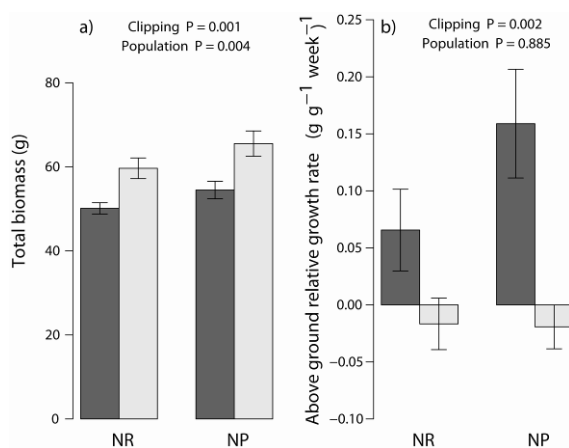 a)
Clipping P = 0.001
Population P = 0.004
Total biomass (g)
80
60
40
20
0
NR
NP
b)
Clipping P = 0.002
Population P = 0.885
Above ground relative growth rate (g g⁻¹ week⁻¹)
0.25
0.20
0.15
0.10
0.05
0.00
−0.05
−0.10
NR
NP